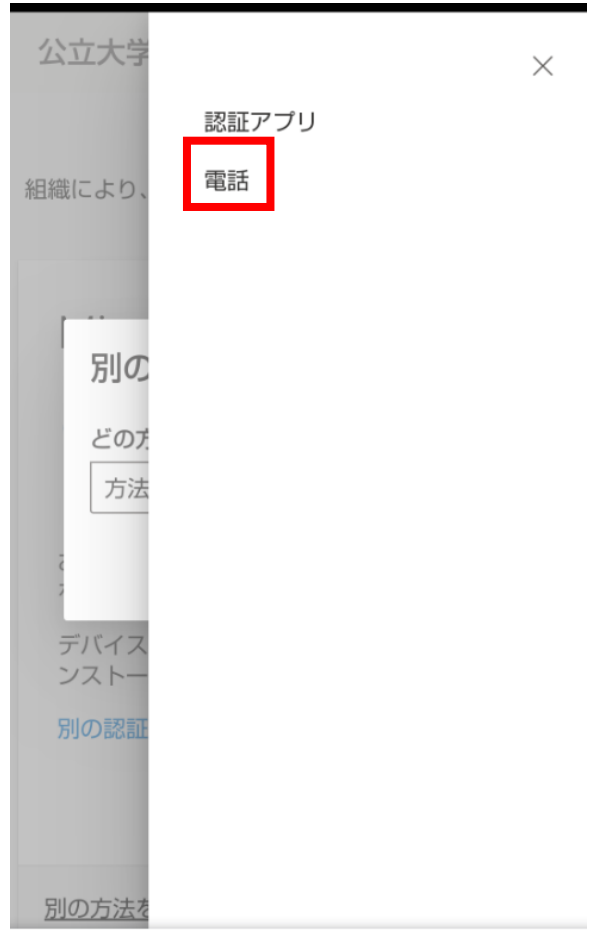 公立大学
認証アプリ
組織により、
電話
別の
どの方
方法
デバイス
ンストー
別の認証
別の方法を